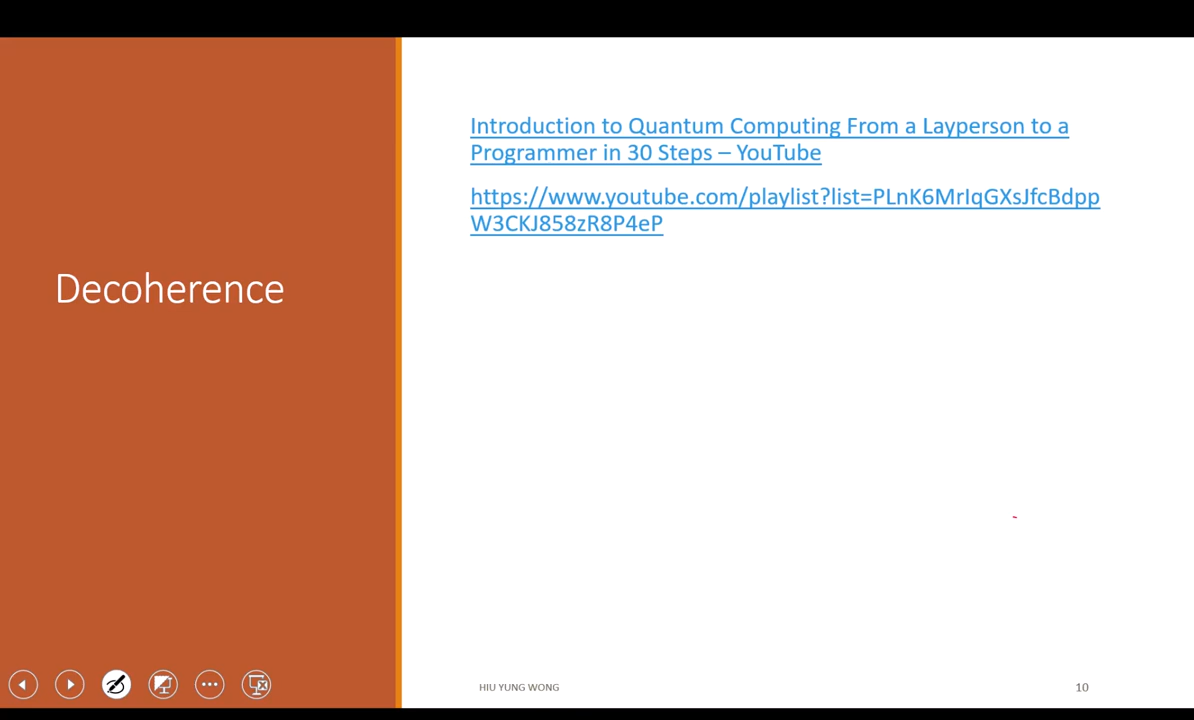 Introduction to Quantum Computing From a Layperson to a
Programmer in 30 Steps – YouTube
https://www.youtube.com/playlist?list=PLnK6MrIqGXsJfcBdpp
W3CKJ858zR8P4eP
Decoherence
HIU YUNG WONG
10